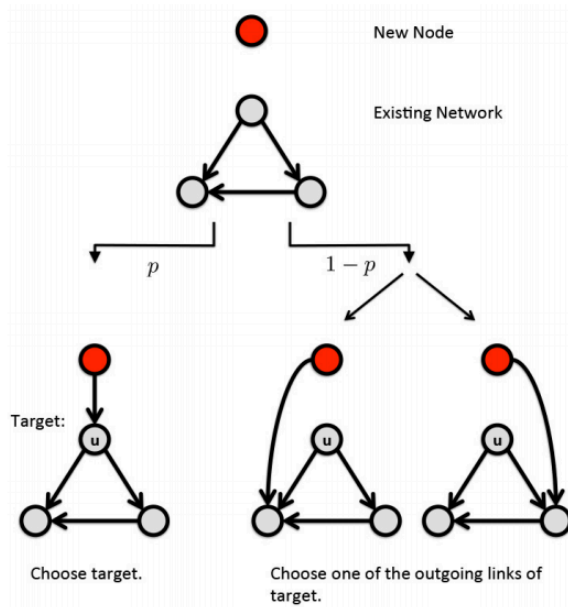 New Node
Existing Network
p
1 − p
Target:
u
u
u
Choose target.
Choose one of the outgoing links of
target.